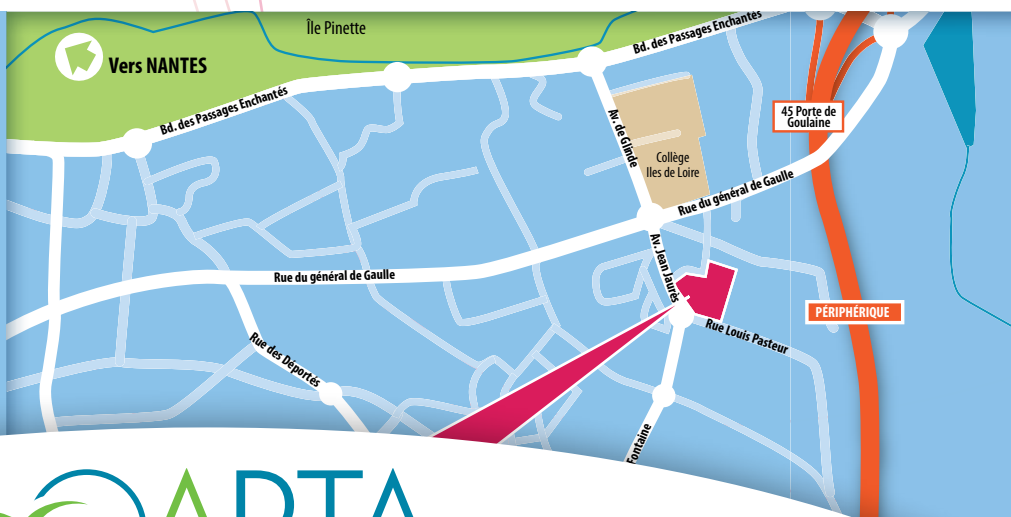 Île Pinette
Vers NANTES
Bd. des Passages Enchantés
Bd. des Passages Enchantés
Av. de Glinde
45 Porte de
Goulaine
Collège
Iles de Loire
Rue du général de Gaulle
Av. Jean Jaurès
Rue du général de Gaulle
PÉRIPHÉRIQUE
Rue Louis Pasteur
Rue des Déportés
Fontaine
ADTA